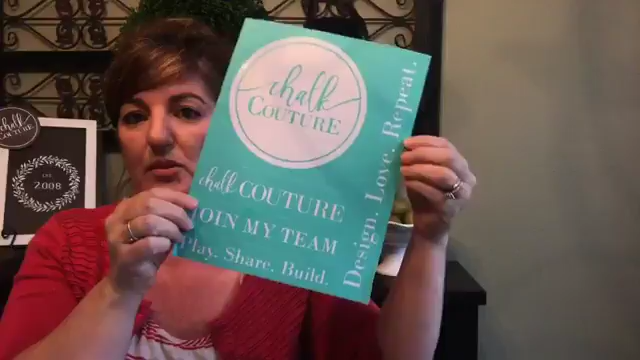 chalk
COUTURE
chalk COUTURE
JOIN MY TEAM
Play. Share. Build.
Design. Love. Repeat.
chalk
COUTURE
EST.
2008